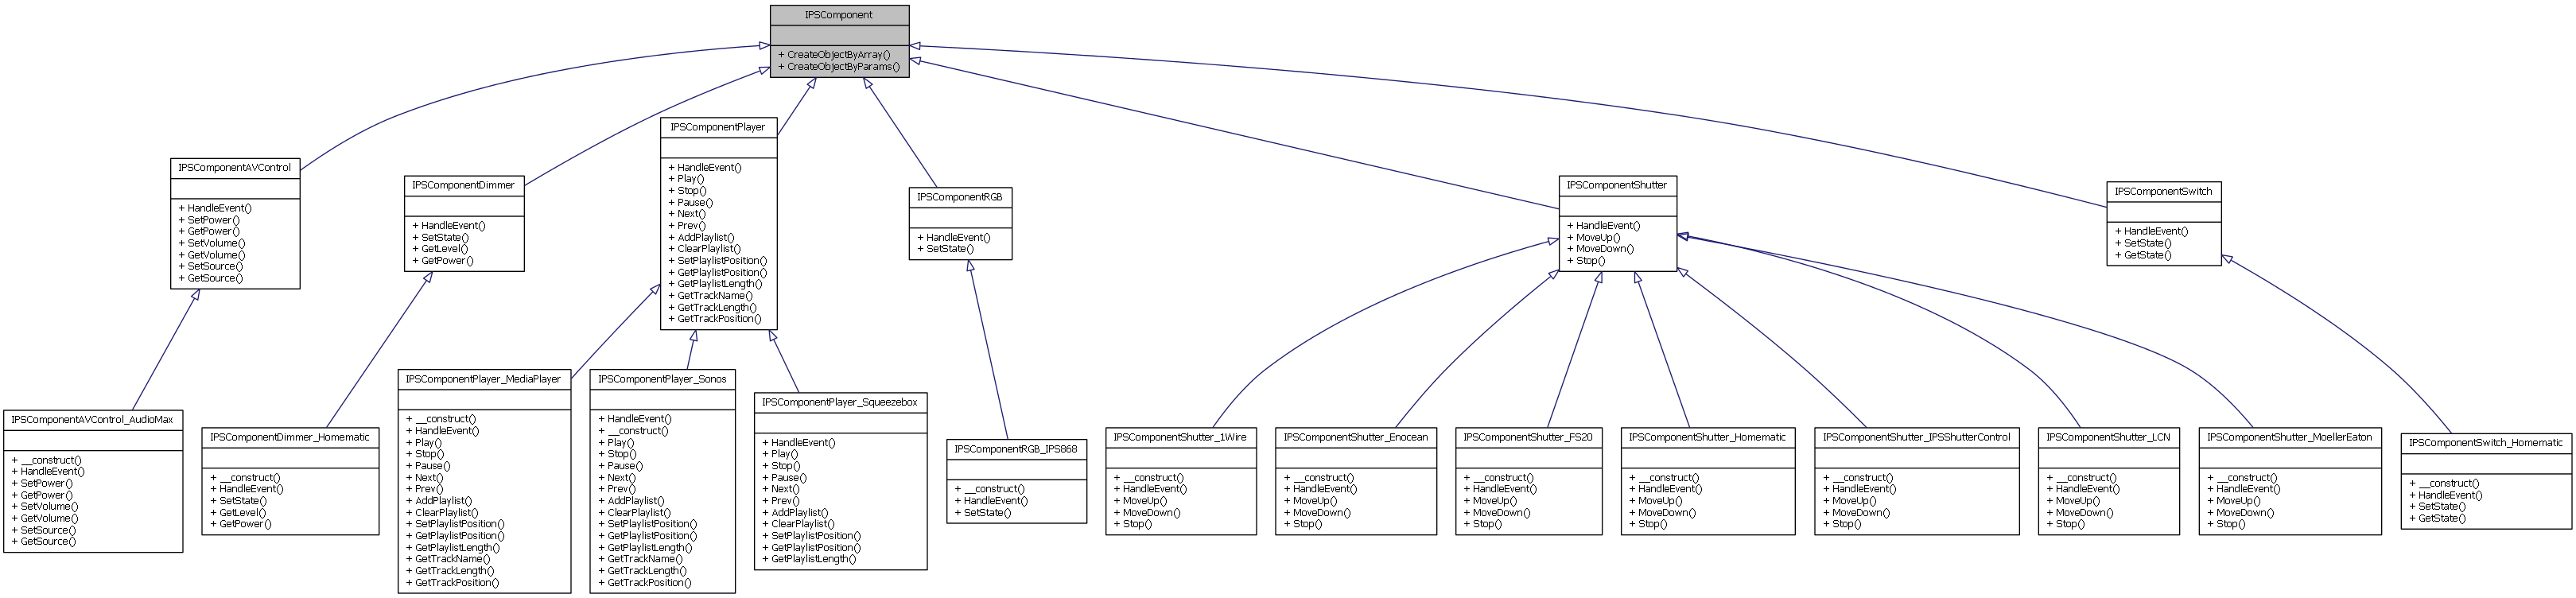 IPSComponent
+ CreateObjectByArray()
+ CreateObjectByParams()
IPSComponentAVControl
+ HandleEvent()
+ SetPower()
+ GetPower()
+ SetVolume()
+ GetVolume()
+ SetSource()
+ GetSource()
IPSComponentDimmer
+ HandleEvent()
+ SetState()
+ GetLevel()
+ GetPower()
IPSComponentPlayer
+ HandleEvent()
+ Play()
+ Stop()
+ Pause()
+ Next()
+ Prev()
+ AddPlaylist()
+ ClearPlaylist()
+ SetPlaylistPosition()
+ GetPlaylistPosition()
+ GetPlaylistLength()
+ GetTrackName()
+ GetTrackLength()
+ GetTrackPosition()
IPSComponentRGB
+ HandleEvent()
+ SetState()
IPSComponentShutter
+ HandleEvent()
+ MoveUp()
+ MoveDown()
+ Stop()
IPSComponentSwitch
+ HandleEvent()
+ SetState()
+ GetState()
IPSComponentAVControl_AudioMax
+ __construct()
+ HandleEvent()
+ SetPower()
+ GetPower()
+ SetVolume()
+ GetVolume()
+ SetSource()
+ GetSource()
IPSComponentDimmer_Homematic
+ __construct()
+ HandleEvent()
+ SetState()
+ GetLevel()
+ GetPower()
IPSComponentPlayer_MediaPlayer
+ __construct()
+ HandleEvent()
+ Play()
+ Stop()
+ Pause()
+ Next()
+ Prev()
+ AddPlaylist()
+ ClearPlaylist()
+ SetPlaylistPosition()
+ GetPlaylistPosition()
+ GetPlaylistLength()
+ GetTrackName()
+ GetTrackLength()
+ GetTrackPosition()
IPSComponentPlayer_Sonos
+ HandleEvent()
+ __construct()
+ Play()
+ Stop()
+ Pause()
+ Next()
+ Prev()
+ AddPlaylist()
+ ClearPlaylist()
+ SetPlaylistPosition()
+ GetPlaylistPosition()
+ GetPlaylistLength()
+ GetTrackName()
+ GetTrackLength()
+ GetTrackPosition()
IPSComponentPlayer_Squeezebox
+ HandleEvent()
+ Play()
+ Stop()
+ Pause()
+ Next()
+ Prev()
+ AddPlaylist()
+ ClearPlaylist()
+ SetPlaylistPosition()
+ GetPlaylistPosition()
+ GetPlaylistLength()
IPSComponentRGB_IPS868
+ __construct()
+ HandleEvent()
+ SetState()
IPSComponentShutter_1Wire
+ __construct()
+ HandleEvent()
+ MoveUp()
+ MoveDown()
+ Stop()
IPSComponentShutter_Enocean
+ __construct()
+ HandleEvent()
+ MoveUp()
+ MoveDown()
+ Stop()
IPSComponentShutter_FS20
+ __construct()
+ HandleEvent()
+ MoveUp()
+ MoveDown()
+ Stop()
IPSComponentShutter_Homematic
+ __construct()
+ HandleEvent()
+ MoveUp()
+ MoveDown()
+ Stop()
IPSComponentShutter_IPSShutterControl
+ __construct()
+ HandleEvent()
+ MoveUp()
+ MoveDown()
+ Stop()
IPSComponentShutter_LCN
+ __construct()
+ HandleEvent()
+ MoveUp()
+ MoveDown()
+ Stop()
IPSComponentShutter_MoellerEaton
+ __construct()
+ HandleEvent()
+ MoveUp()
+ MoveDown()
+ Stop()
IPSComponentSwitch_Homematic
+ __construct()
+ HandleEvent()
+ SetState()
+ GetState()